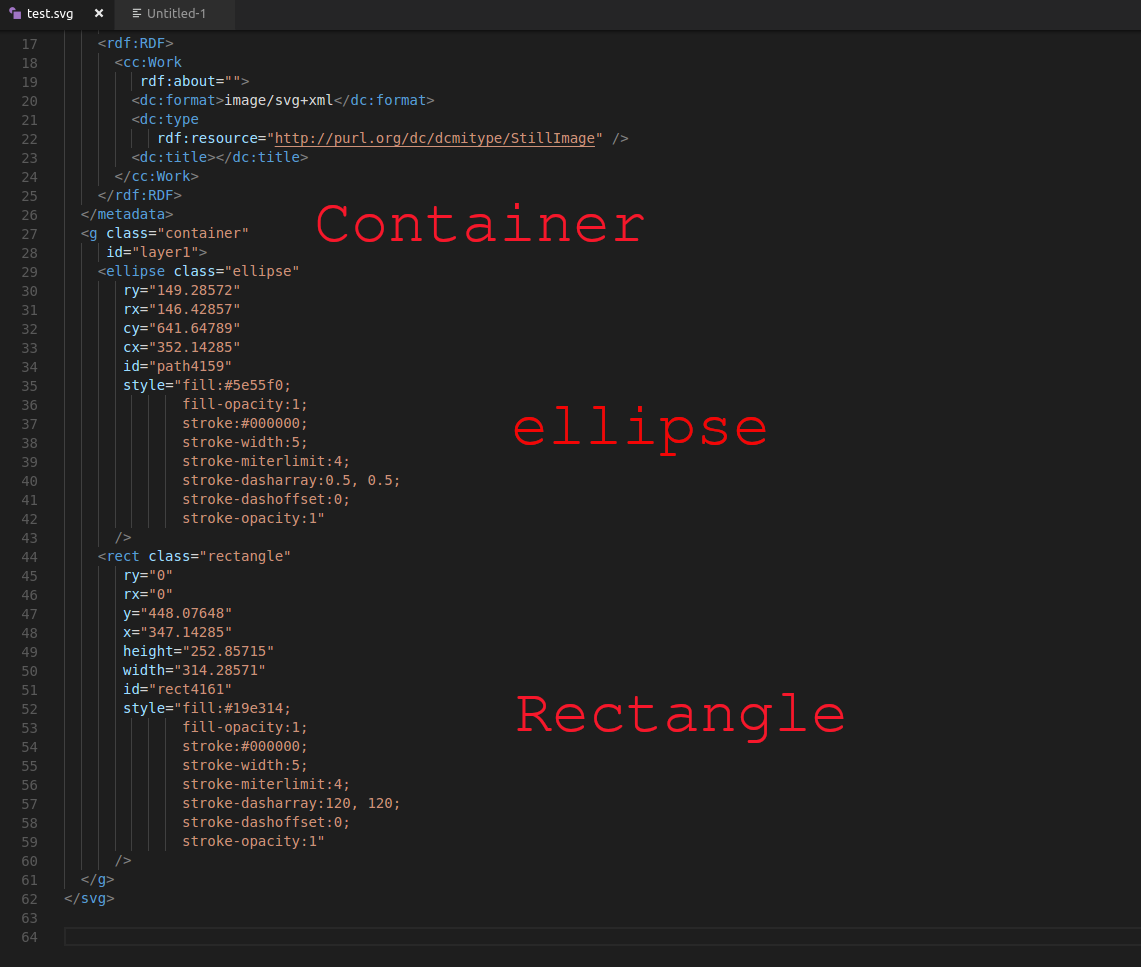 test.svg × Untitled-1
17 <rdf:RDF>
18 <cc:Work
19 rdf:about="">
20 <dc:format>image/svg+xml</dc:format>
21 <dc:type
22 rdf:resource="http://purl.org/dc/dcmitype/StillImage" />
23 <dc:title></dc:title>
24 </cc:Work>
25 </rdf:RDF>
26 </metadata>
Container
27 <g class="container"
28 id="layer1">
29 <ellipse class="ellipse"
30 ry="149.28572"
31 rx="146.42857"
32 cy="641.64789"
33 cx="352.14285"
34 id="path4159"
35 style="fill:#5e55f0;
36 fill-opacity:1;
37 stroke:#000000;
ellipse
38 stroke-width:5;
39 stroke-miterlimit:4;
40 stroke-dasharray:0.5, 0.5;
41 stroke-dashoffset:0;
42 stroke-opacity:1"
43 />
44 <rect class="rectangle"
45 ry="0"
46 rx="0"
47 y="448.07648"
48 x="347.14285"
49 height="252.85715"
50 width="314.28571"
51 id="rect4161"
52 style="fill:#19e314;
Rectangle
53 fill-opacity:1;
54 stroke:#000000;
55 stroke-width:5;
56 stroke-miterlimit:4;
57 stroke-dasharray:120, 120;
58 stroke-dashoffset:0;
59 stroke-opacity:1"
60 />
61 </g>
62 </svg>
63
64